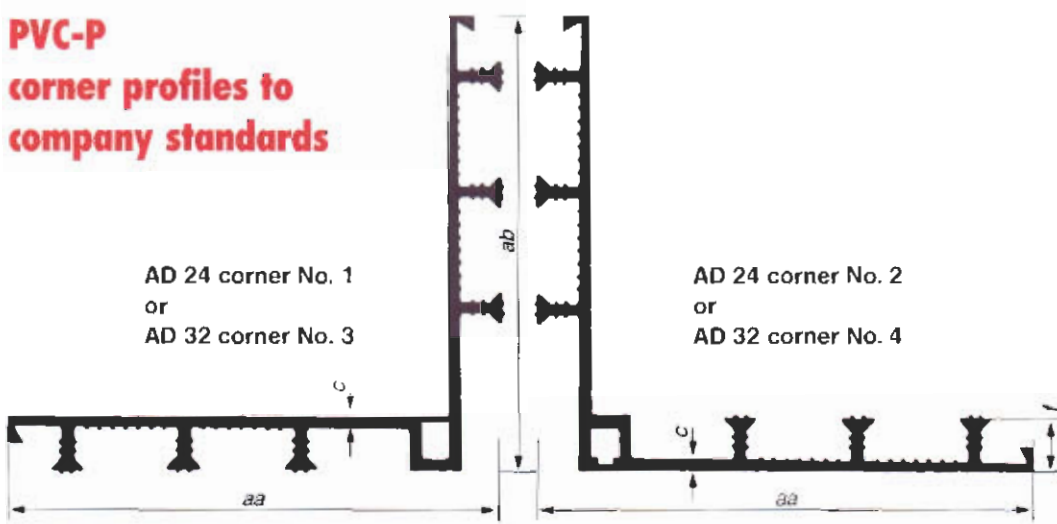 PVC-P
corner profiles to
company standards
AD 24 corner No. 1
or
AD 32 corner No. 3
AD 24 corner No. 2
or
AD 32 corner No. 4
ab
c
c
f
aa
aa